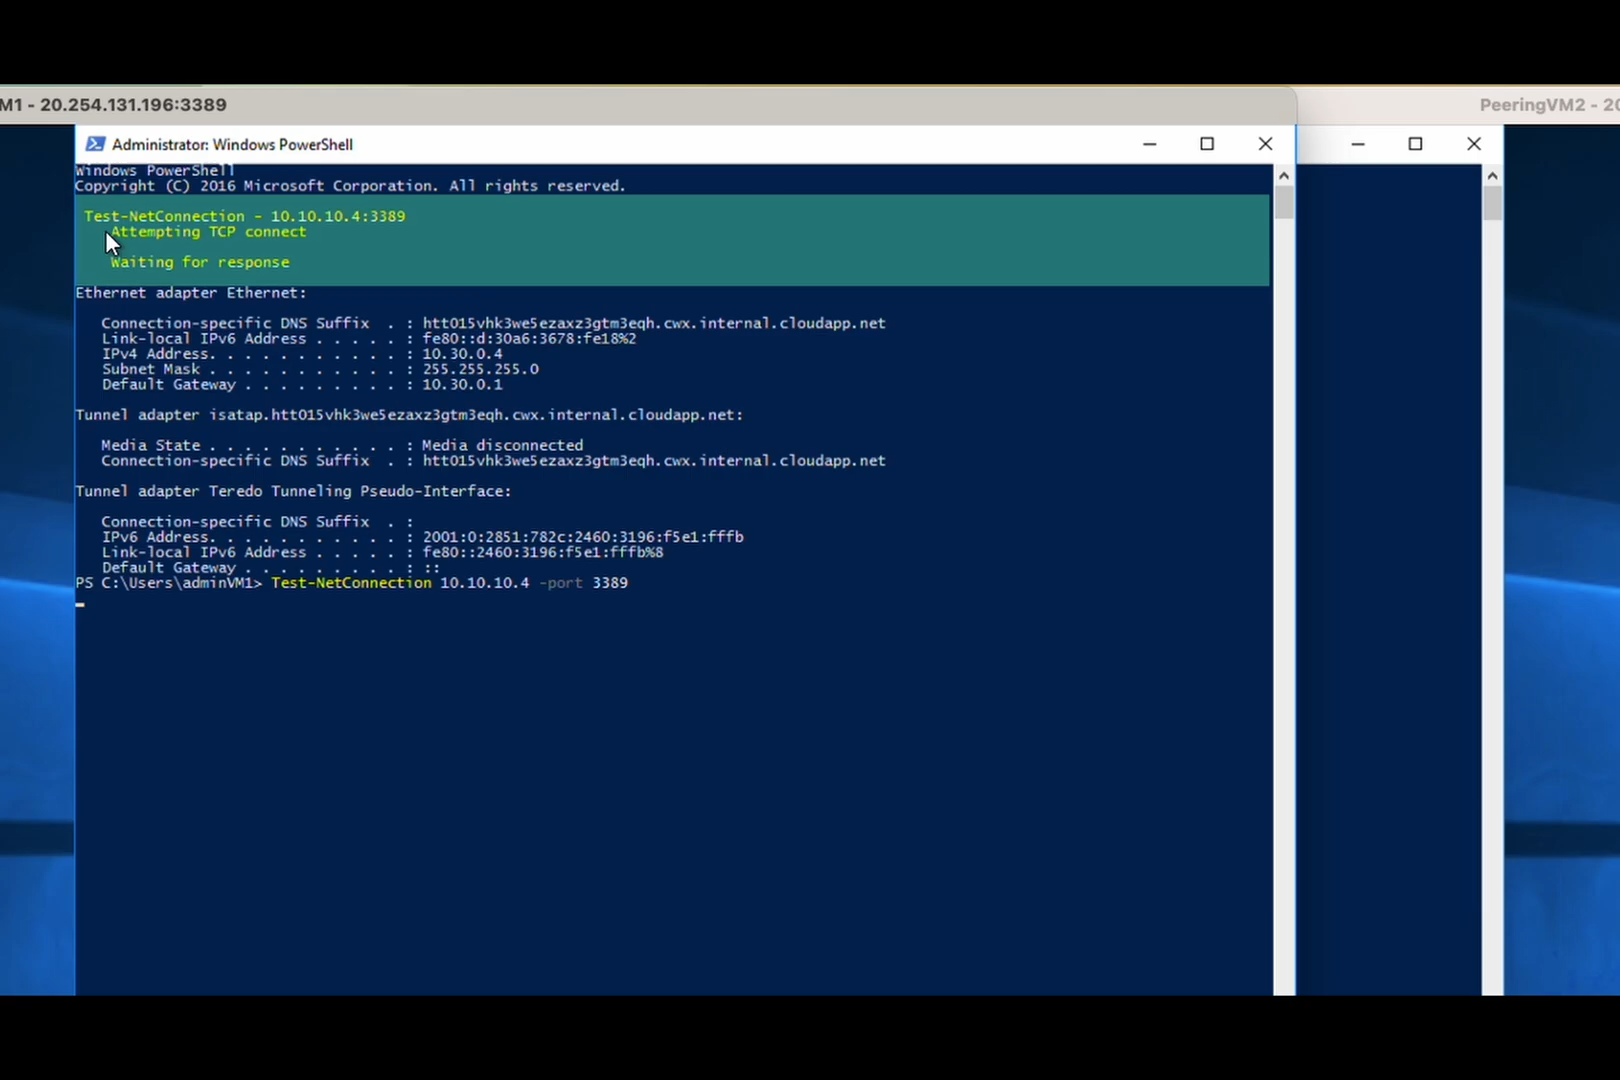 M1 - 20.254.131.196:3389
PeeringVM2 - 20
Administrator: Windows PowerShell
Windows PowerShell
Copyright (C) 2016 Microsoft Corporation. All rights reserved.
Test-NetConnection - 10.10.10.4:3389
Attempting TCP connect
Waiting for response
Ethernet adapter Ethernet:
Connection-specific DNS Suffix . : htt015vhk3we5ezaxz3gtm3eqh.cwx.internal.cloudapp.net
Link-local IPv6 Address . . . . . : fe80::d:30a6:3678:fe18%2
IPv4 Address. . . . . . . . . . . : 10.30.0.4
Subnet Mask . . . . . . . . . . . : 255.255.255.0
Default Gateway . . . . . . . . . : 10.30.0.1
Tunnel adapter isatap.htt015vhk3we5ezaxz3gtm3eqh.cwx.internal.cloudapp.net:
Media State . . . . . . . . . . . : Media disconnected
Connection-specific DNS Suffix . : htt015vhk3we5ezaxz3gtm3eqh.cwx.internal.cloudapp.net
Tunnel adapter Teredo Tunneling Pseudo-Interface:
Connection-specific DNS Suffix . :
IPv6 Address. . . . . . . . . . . : 2001:0:2851:782c:2460:3196:f5e1:fffb
Link-local IPv6 Address . . . . . : fe80::2460:3196:f5e1:fffb%8
Default Gateway . . . . . . . . . : ::
PS C:\Users\adminVM1> Test-NetConnection 10.10.10.4 -port 3389